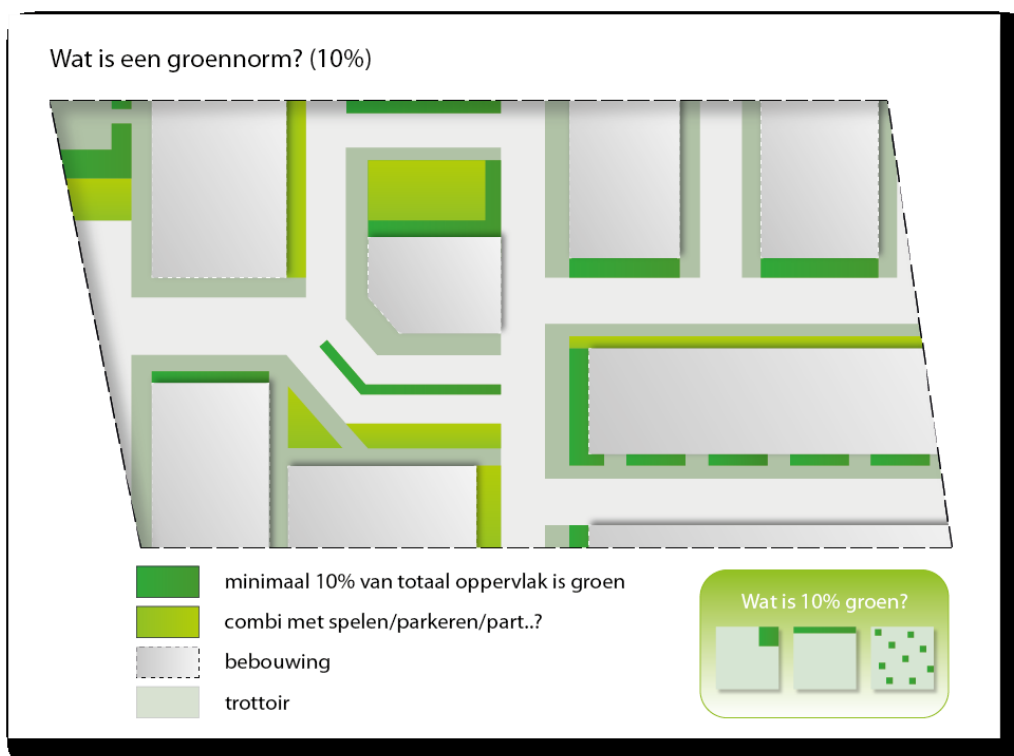 Wat is een groennorm? (10%)
minimaal 10% van totaal oppervlak is groen
combi met spelen/parkeren/part..?
bebouwing
trottoir
Wat is 10% groen?